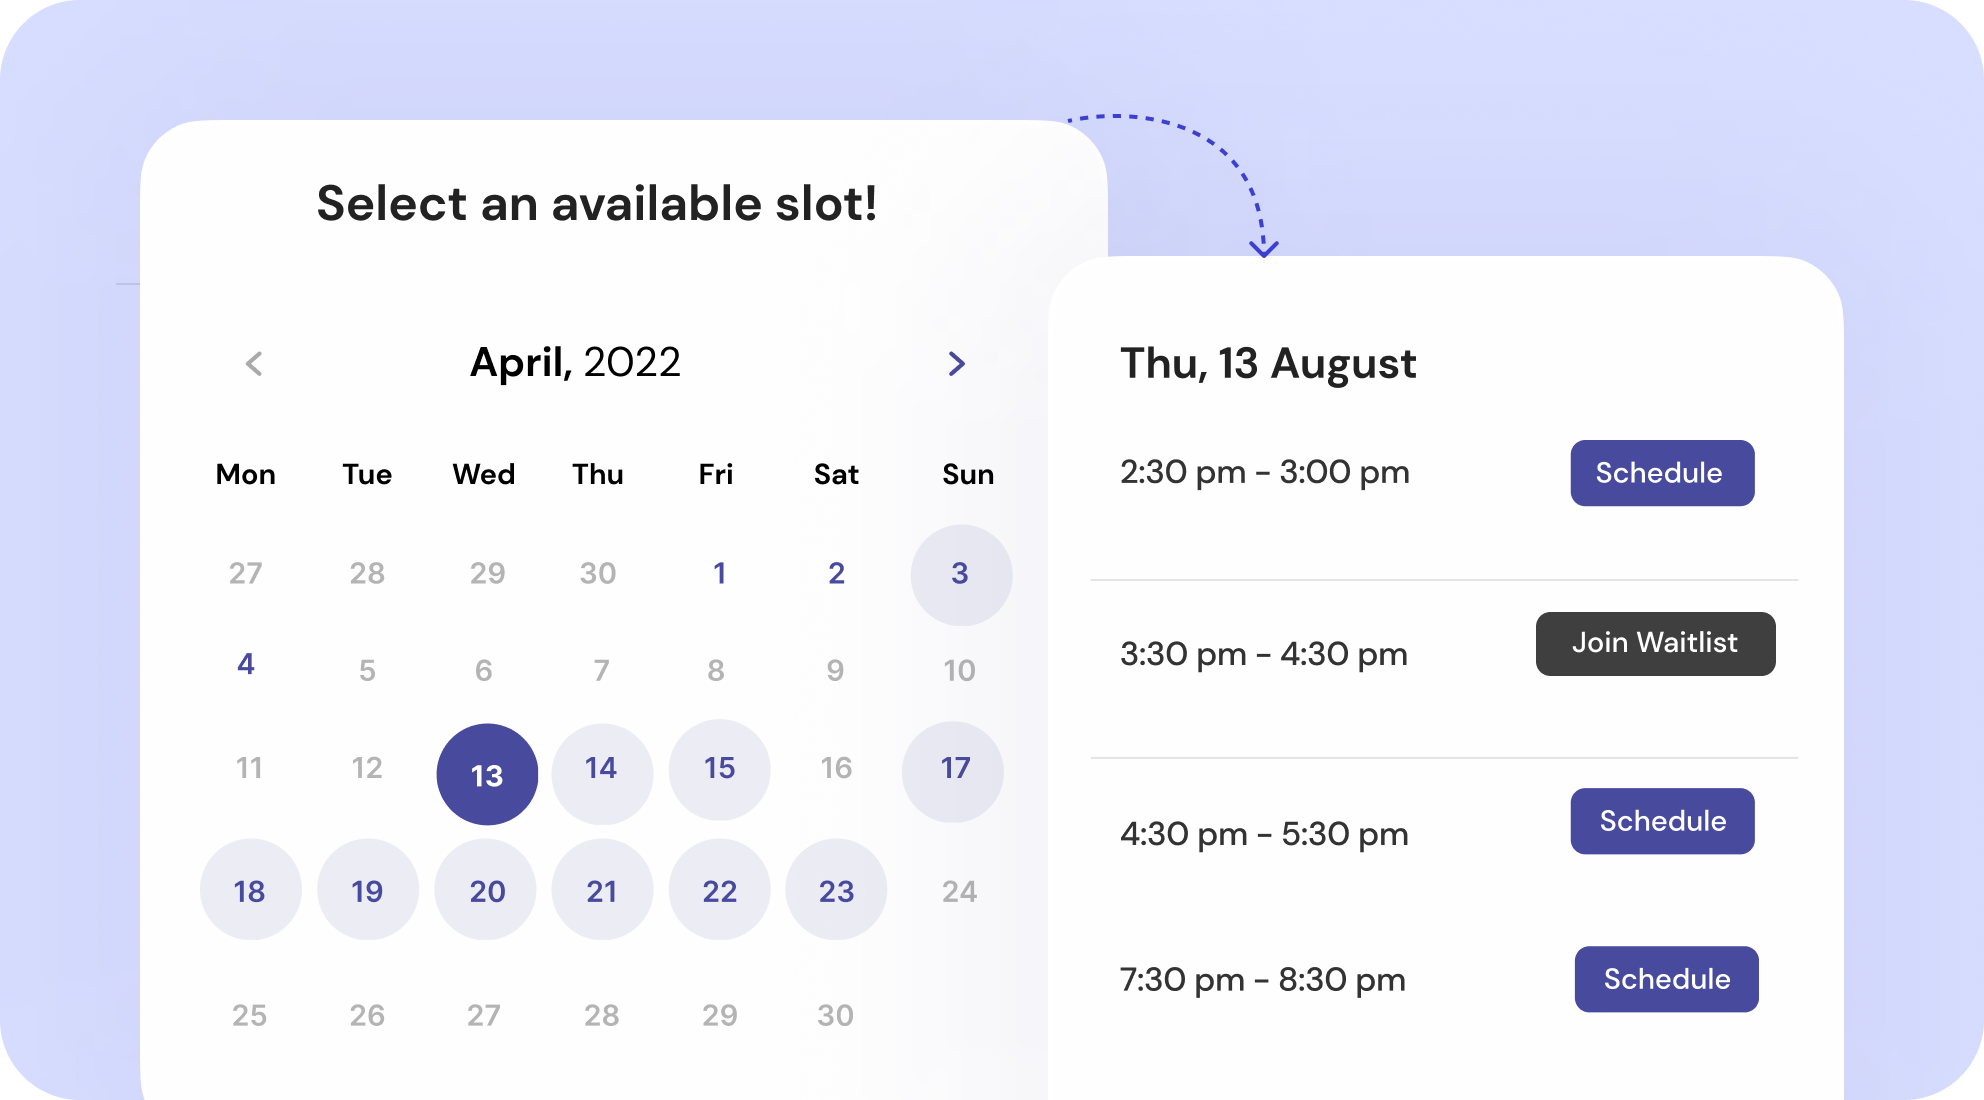 Select an available slot!
April, 2022
Mon Tue Wed Thu Fri Sat Sun
27 28 29 30 1 2 3
4 5 6 7 8 9 10
11 12 13 14 15 16 17
18 19 20 21 22 23 24
25 26 27 28 29 30
Thu, 13 August
2:30 pm - 3:00 pm Schedule
3:30 pm - 4:30 pm Join Waitlist
4:30 pm - 5:30 pm Schedule
7:30 pm - 8:30 pm Schedule